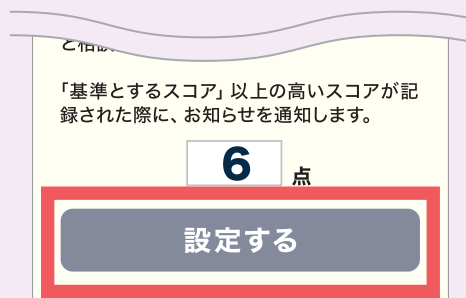 「基準とするスコア」以上の高いスコアが記
録された際に、お知らせを通知します。
6 点
設定する